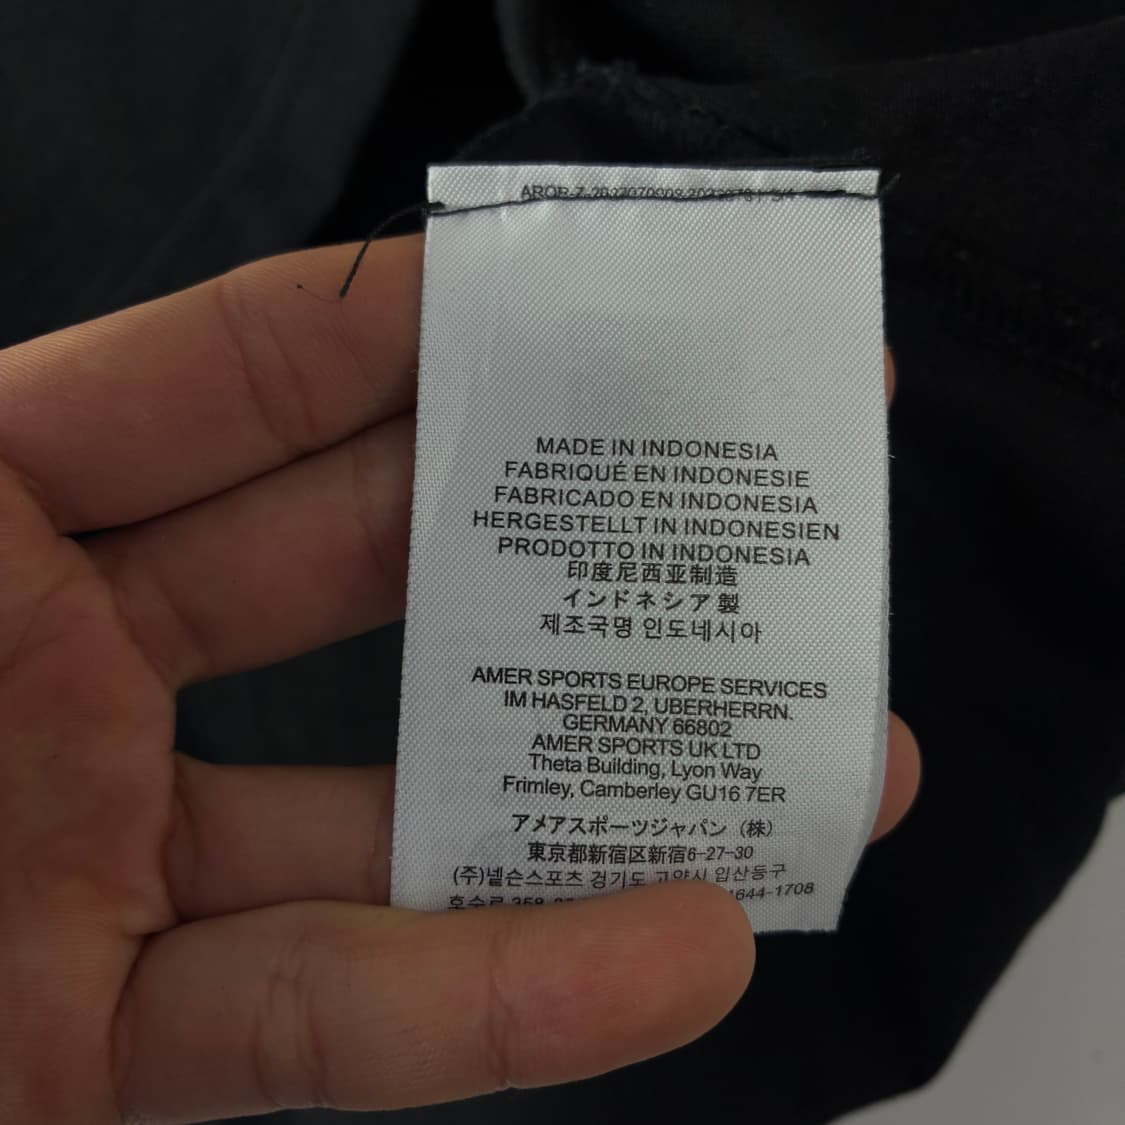 MADE IN INDONESIA
FABRIQUÉ EN INDONESIE
FABRICADO EN INDONESIA
HERGESTELLT IN INDONESIEN
PRODOTTO IN INDONESIA
印度尼西亚制造
インドネシア製
제조국명 인도네시아
AMER SPORTS EUROPE SERVICES
IM HASFELD 2, UBERHERRN.
GERMANY 66802
AMER SPORTS UK LTD
Theta Building, Lyon Way
Frimley, Camberley GU16 7ER
アメアスポーツジャパン（株）
東京都新宿区新宿6-27-30
(주)넬슨스포츠 경기도 고양시 입산동구
1644-1708